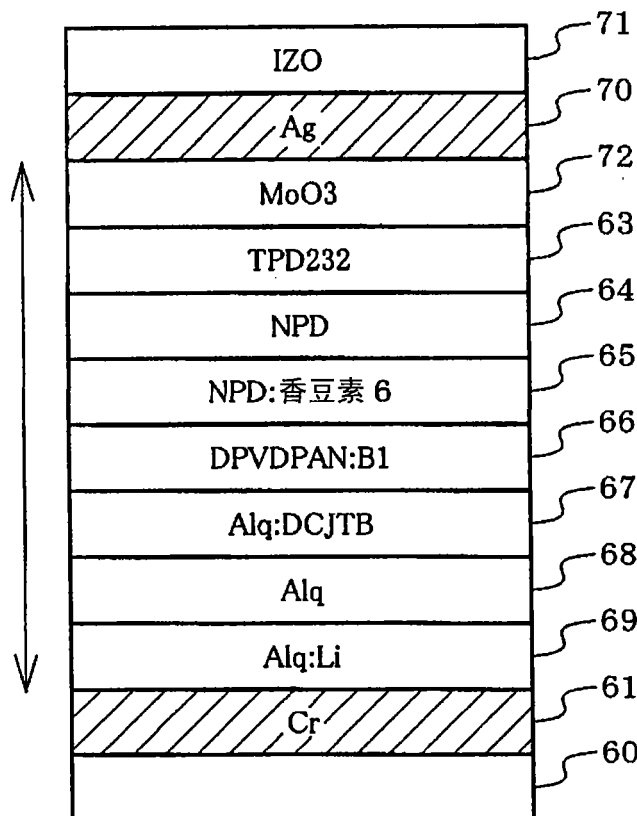 IZO 71
Ag 70
MoO3 72
TPD232 63
NPD 64
NPD:香豆素 6 65
DPVDPAN:B1 66
Alq:DCJTB 67
Alq 68
Alq:Li 69
Cr 61
60